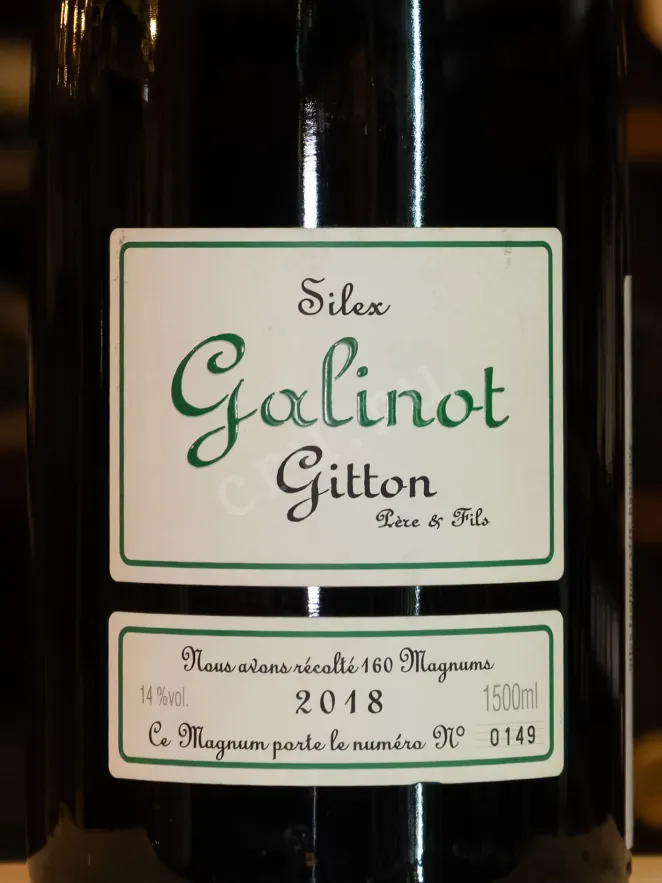 Silex
Galinot
Gitton
Père & Fils
Nous avons récolté 160 Magnums
14 %vol.
2018
1500ml
Ce Magnum porte le numéro N° 0149